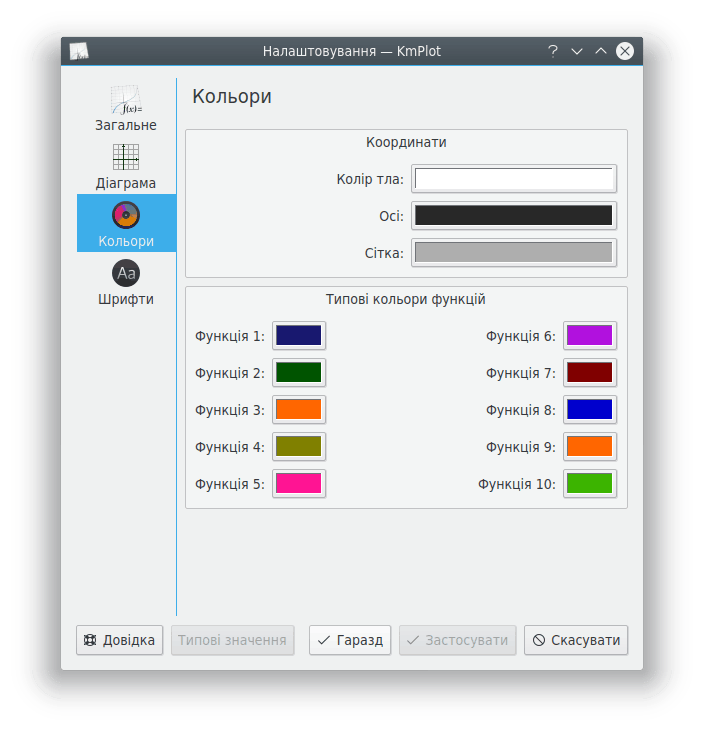 Налаштовування — KmPlot
Кольори
f(x)=
Загальне
Діаграма
Кольори
Aa
Шрифти
Координати
Колір тла:
Осі:
Сітка:
Типові кольори функцій
Функція 1:
Функція 2:
Функція 3:
Функція 4:
Функція 5:
Функція 6:
Функція 7:
Функція 8:
Функція 9:
Функція 10:
Довідка
Типові значення
Гаразд
Застосувати
Скасувати